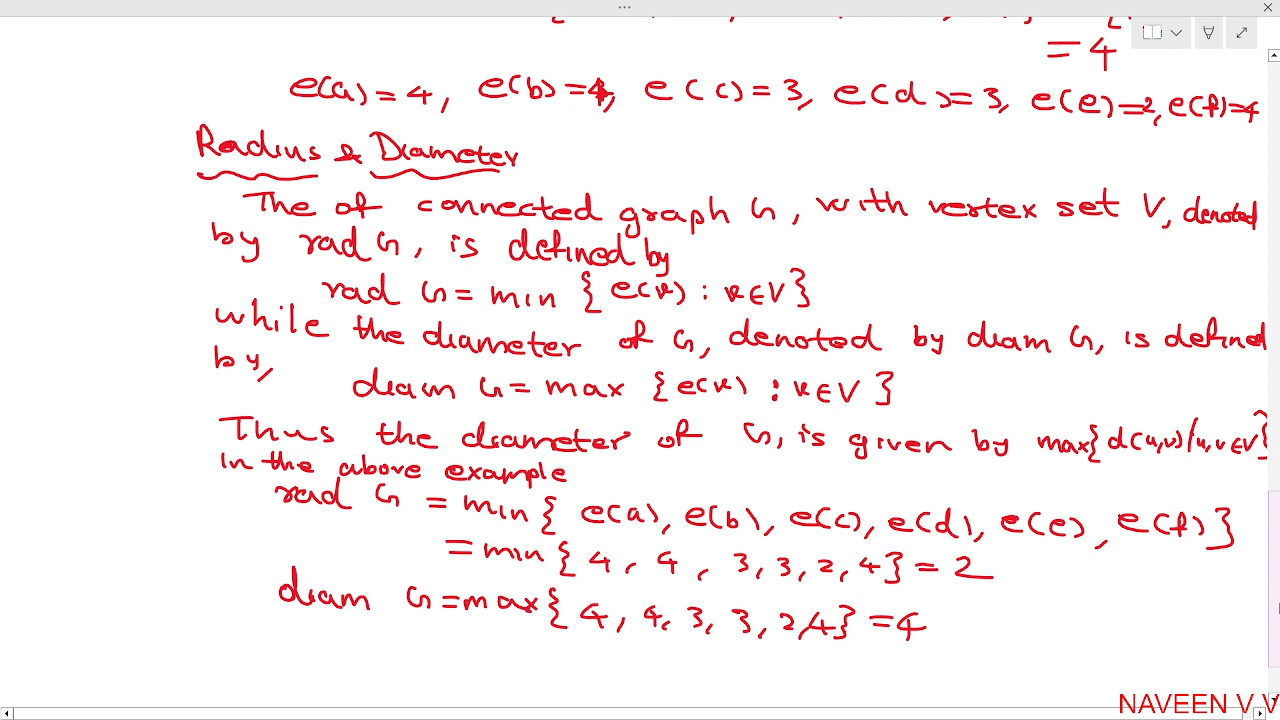 = 4
e(a) = 4, e(b) = 4, e(c) = 3, e(d) = 3, e(e) = 2, e(f) = 4
Radius & Diameter
The of connected graph G, with vertex set V, denoted
by rad G, is defined by
rad G = min { e(v) : v ∈ V }
while the diameter of G, denoted by diam G, is defined
by,
diam G = max { e(v) : v ∈ V }
Thus the diameter of G, is given by max{ d(u,v) / u, v ∈ V }
In the above example
rad G = min { e(a), e(b), e(c), e(d), e(e), e(f) }
= min { 4, 4, 3, 3, 2, 4 } = 2
diam G = max { 4, 4, 3, 3, 2, 4 } = 4
NAVEEN V V